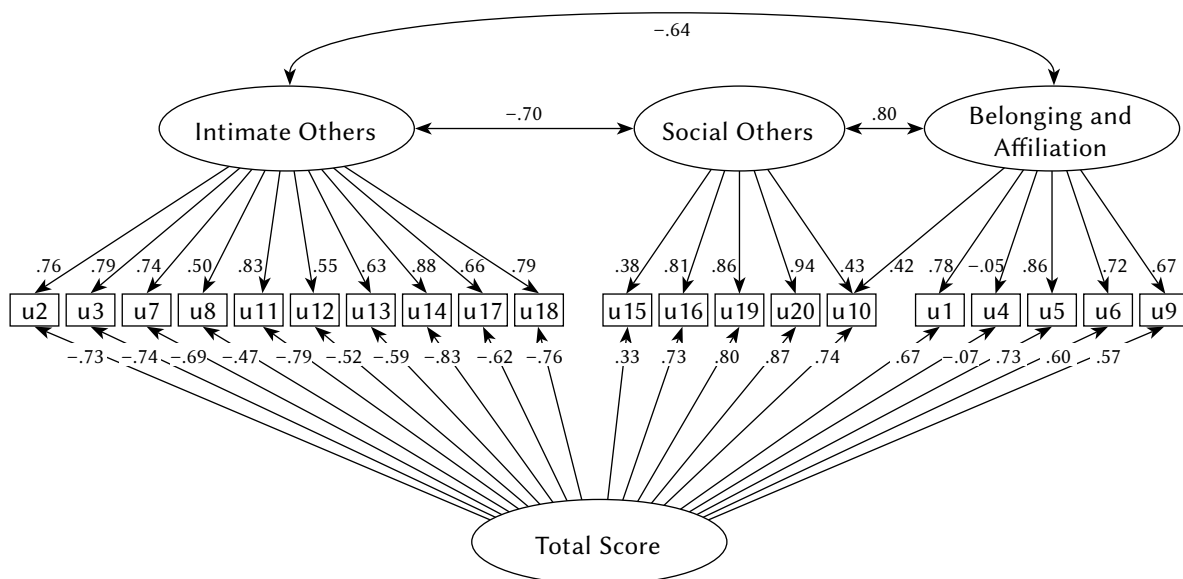 −.64
Intimate Others
−.70
Social Others
.80
Belonging and
Affiliation
.76 .79 .74 .50 .83 .55 .63 .88 .66 .79 .38 .81 .86 .94 .43 .42 .78 −.05 .86 .72 .67
u2 u3 u7 u8 u11 u12 u13 u14 u17 u18 u15 u16 u19 u20 u10 u1 u4 u5 u6 u9
−.73 −.74 −.69 −.47 −.79 −.52 −.59 −.83 −.62 −.76 .33 .73 .80 .87 .74 .67 −.07 .73 .60 .57
Total Score